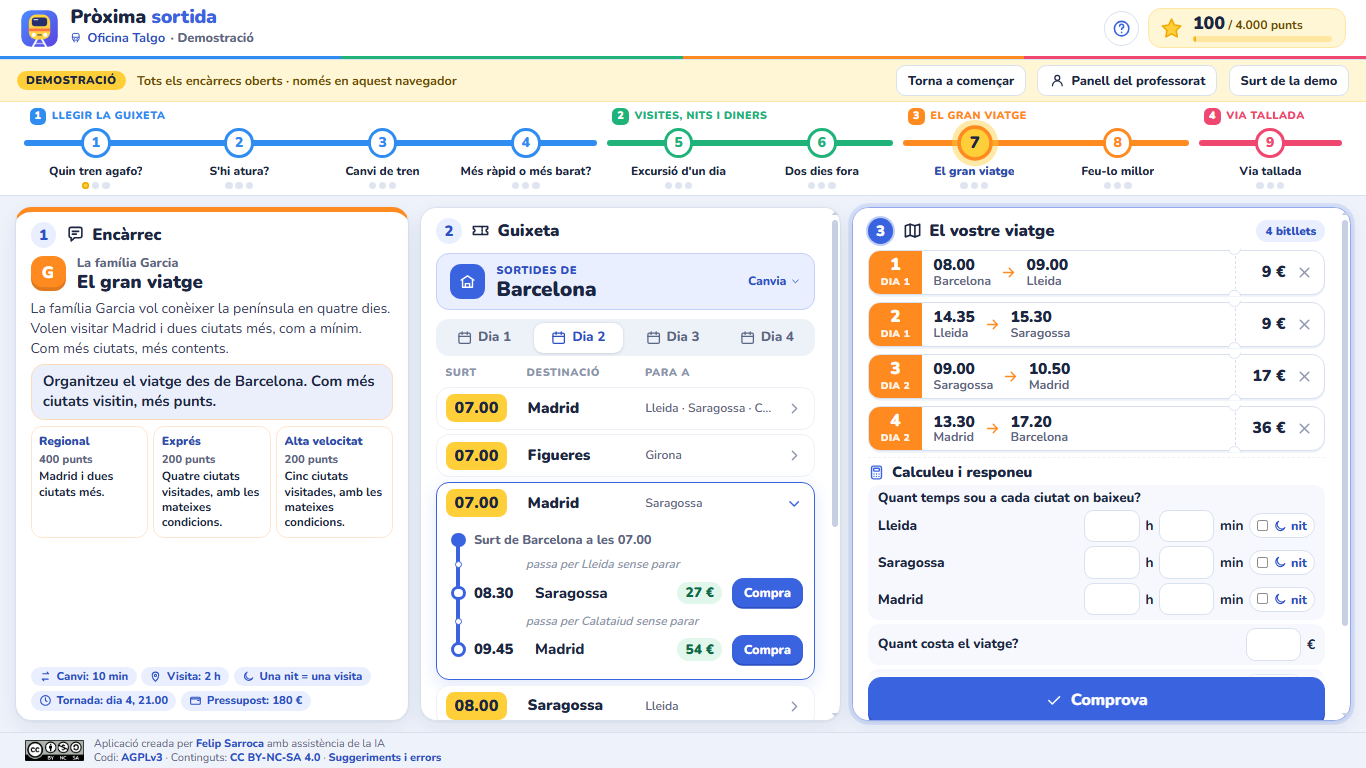 Pròxima sortida
Oficina Talgo · Demostració
100 / 4.000 punts
DEMOSTRACIÓ
Tots els encàrrecs oberts · només en aquest navegador
Torna a començar
Panell del professorat
Surt de la demo
1 LLEGIR LA GUIXETA
2 VISITES, NITS I DINERS
3 EL GRAN VIATGE
4 VIA TALLADA
1 2 3 4 5 6 7 8 9
Quin tren agafo?
S'hi atura?
Canvi de tren
Més ràpid o més barat?
Excursió d'un dia
Dos dies fora
El gran viatge
Feu-lo millor
Via tallada
1 Encàrrec
G
La família Garcia
El gran viatge
La família Garcia vol conèixer la península en quatre dies.
Volen visitar Madrid i dues ciutats més, com a mínim.
Com més ciutats, més contents.
Organitzeu el viatge des de Barcelona. Com més
ciutats visitin, més punts.
Regional
400 punts
Madrid i dues
ciutats més.
Exprés
200 punts
Quatre ciutats
visitades, amb les
mateixes
condicions.
Alta velocitat
200 punts
Cinc ciutats
visitades, amb les
mateixes
condicions.
Canvi: 10 min
Visita: 2 h
Una nit = una visita
Tornada: dia 4, 21.00
Pressupost: 180 €
2 Guixeta
SORTIDES DE
Barcelona
Canvia
Dia 1
Dia 2
Dia 3
Dia 4
SURT DESTINACIÓ PARA A
07.00 Madrid Lleida · Saragossa · C...
07.00 Figueres Girona
07.00 Madrid Saragossa
Surt de Barcelona a les 07.00
passa per Lleida sense parar
08.30 Saragossa 27 € Compra
passa per Calataiud sense parar
09.45 Madrid 54 € Compra
08.00 Saragossa Lleida
3 El vostre viatge
4 bitllets
1 DIA 1 08.00 Barcelona → 09.00 Lleida 9 €
2 DIA 1 14.35 Lleida → 15.30 Saragossa 9 €
3 DIA 2 09.00 Saragossa → 10.50 Madrid 17 €
4 DIA 2 13.30 Madrid → 17.20 Barcelona 36 €
Calculeu i responeu
Quant temps sou a cada ciutat on baixeu?
Lleida h min nit
Saragossa h min nit
Madrid h min nit
Quant costa el viatge? €
Comprova
CC BY NC SA
Aplicació creada per Felip Sarroca amb assistència de la IA
Codi: AGPLv3 · Continguts: CC BY-NC-SA 4.0 · Suggeriments i errors